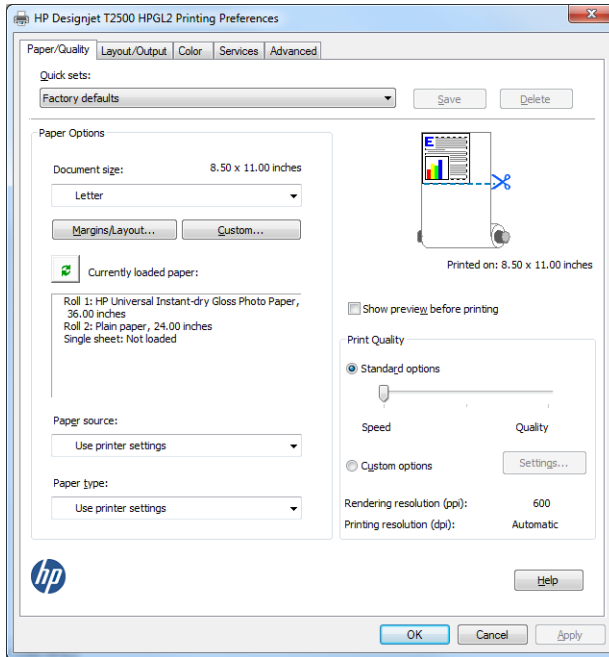 HP Designjet T2500 HPGL2 Printing Preferences
Paper/Quality Layout/Output Color Services Advanced
Quick sets:
Factory defaults Save Delete
Paper Options
Document size: 8.50 x 11.00 inches
Letter
Margins/Layout... Custom...
Currently loaded paper:
Roll 1: HP Universal Instant-dry Gloss Photo Paper,
36.00 inches
Roll 2: Plain paper, 24.00 inches
Single sheet: Not loaded
Paper source:
Use printer settings
Paper type:
Use printer settings
E
Printed on: 8.50 x 11.00 inches
Show preview before printing
Print Quality
Standard options
Speed Quality
Custom options Settings...
Rendering resolution (ppi): 600
Printing resolution (dpi): Automatic
hp
Help
OK Cancel Apply